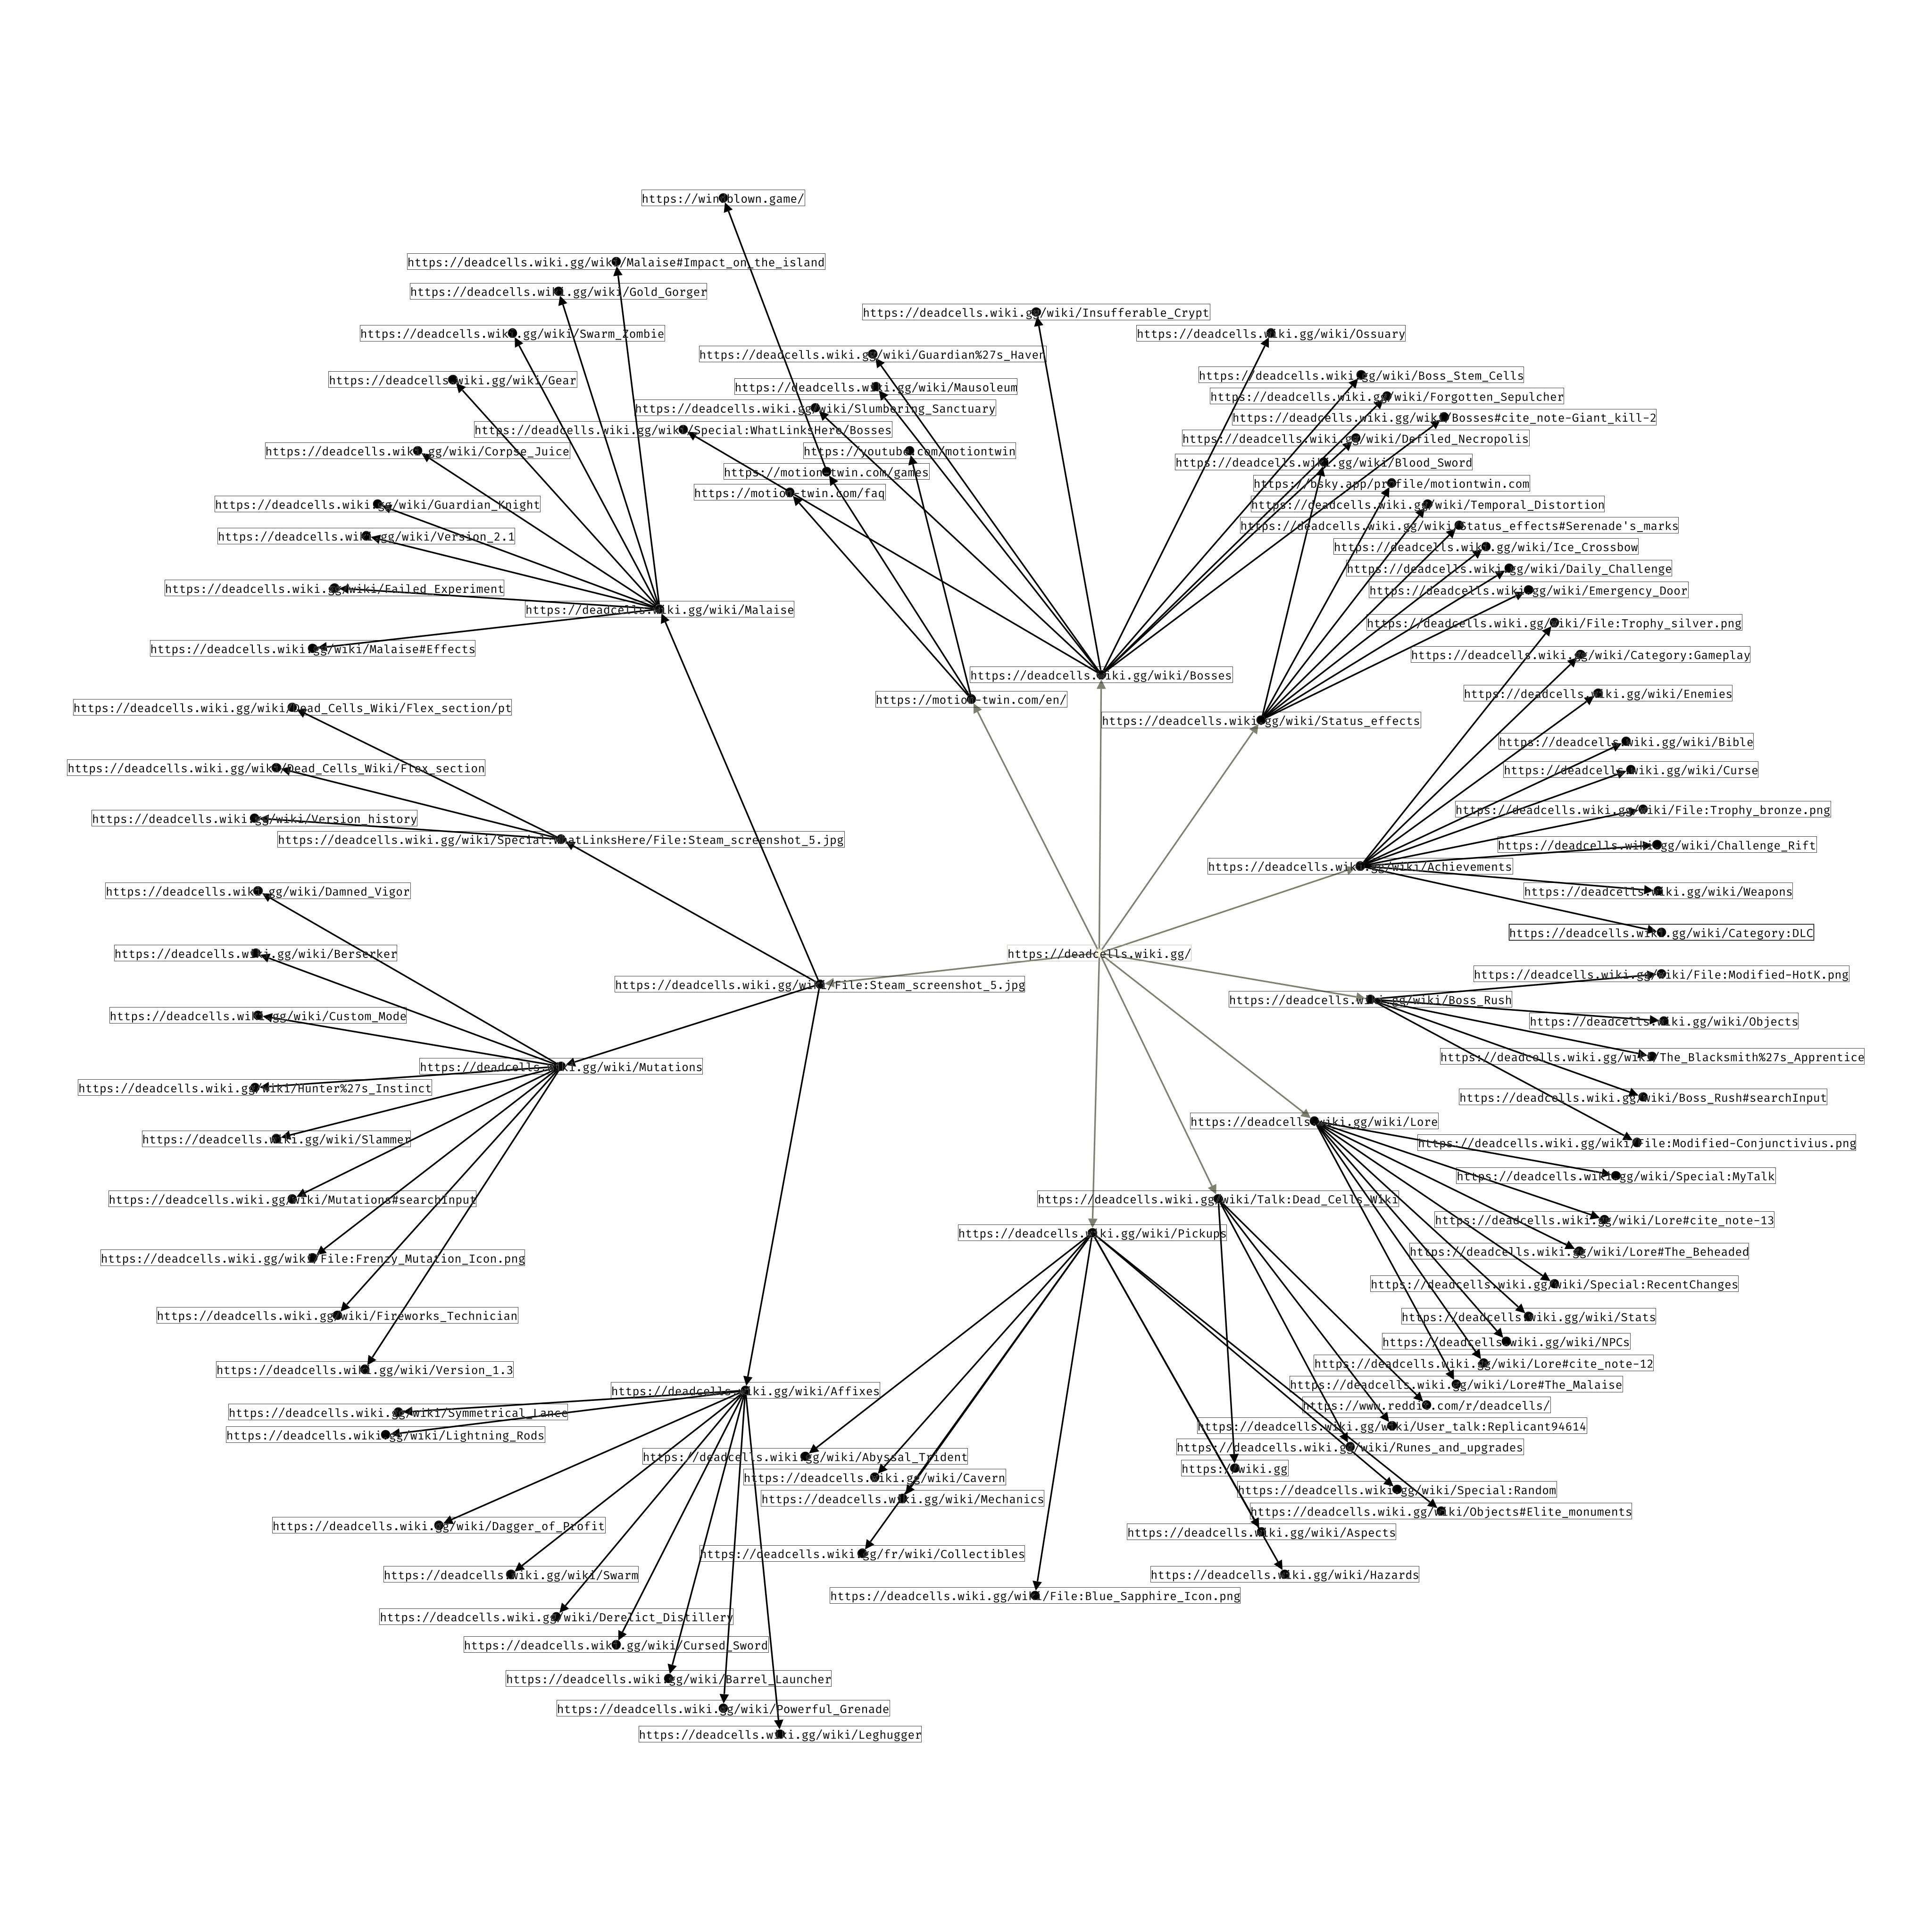 https://windblown.game/
https://deadcells.wiki.gg/wiki/Malaise#Impact_on_the_island
https://deadcells.wiki.gg/wiki/Gold_Gorger
https://deadcells.wiki.gg/wiki/Insufferable_Crypt
https://deadcells.wiki.gg/wiki/Swarm_Zombie
https://deadcells.wiki.gg/wiki/Ossuary
https://deadcells.wiki.gg/wiki/Guardian%27s_Haven
https://deadcells.wiki.gg/wiki/Boss_Stem_Cells
https://deadcells.wiki.gg/wiki/Gear
https://deadcells.wiki.gg/wiki/Mausoleum
https://deadcells.wiki.gg/wiki/Forgotten_Sepulcher
https://deadcells.wiki.gg/wiki/Slumbering_Sanctuary
https://deadcells.wiki.gg/wiki/Bosses#cite_note-Giant_kill-2
https://deadcells.wiki.gg/wiki/Special:WhatLinksHere/Bosses
https://deadcells.wiki.gg/wiki/Defiled_Necropolis
https://deadcells.wiki.gg/wiki/Corpse_Juice
https://youtube.com/motiontwin
https://deadcells.wiki.gg/wiki/Blood_Sword
https://motion-twin.com/games
https://bsky.app/profile/motiontwin.com
https://motion-twin.com/faq
https://deadcells.wiki.gg/wiki/Guardian_Knight
https://deadcells.wiki.gg/wiki/Temporal_Distortion
https://deadcells.wiki.gg/wiki/Status_effects#Serenade's_marks
https://deadcells.wiki.gg/wiki/Version_2.1
https://deadcells.wiki.gg/wiki/Ice_Crossbow
https://deadcells.wiki.gg/wiki/Daily_Challenge
https://deadcells.wiki.gg/wiki/Failed_Experiment
https://deadcells.wiki.gg/wiki/Emergency_Door
https://deadcells.wiki.gg/wiki/Malaise
https://deadcells.wiki.gg/wiki/File:Trophy_silver.png
https://deadcells.wiki.gg/wiki/Malaise#Effects
https://deadcells.wiki.gg/wiki/Category:Gameplay
https://deadcells.wiki.gg/wiki/Bosses
https://deadcells.wiki.gg/wiki/Enemies
https://motion-twin.com/en/
https://deadcells.wiki.gg/wiki/Dead_Cells_Wiki/Flex_section/pt
https://deadcells.wiki.gg/wiki/Status_effects
https://deadcells.wiki.gg/wiki/Bible
https://deadcells.wiki.gg/wiki/Dead_Cells_Wiki/Flex_section
https://deadcells.wiki.gg/wiki/Curse
https://deadcells.wiki.gg/wiki/File:Trophy_bronze.png
https://deadcells.wiki.gg/wiki/Version_history
https://deadcells.wiki.gg/wiki/Special:WhatLinksHere/File:Steam_screenshot_5.jpg
https://deadcells.wiki.gg/wiki/Challenge_Rift
https://deadcells.wiki.gg/wiki/Achievements
https://deadcells.wiki.gg/wiki/Damned_Vigor
https://deadcells.wiki.gg/wiki/Weapons
https://deadcells.wiki.gg/wiki/Category:DLC
https://deadcells.wiki.gg/wiki/Berserker
https://deadcells.wiki.gg/
https://deadcells.wiki.gg/wiki/File:Modified-HotK.png
https://deadcells.wiki.gg/wiki/File:Steam_screenshot_5.jpg
https://deadcells.wiki.gg/wiki/Boss_Rush
https://deadcells.wiki.gg/wiki/Custom_Mode
https://deadcells.wiki.gg/wiki/Objects
https://deadcells.wiki.gg/wiki/The_Blacksmith%27s_Apprentice
https://deadcells.wiki.gg/wiki/Mutations
https://deadcells.wiki.gg/wiki/Hunter%27s_Instinct
https://deadcells.wiki.gg/wiki/Boss_Rush#searchInput
https://deadcells.wiki.gg/wiki/Lore
https://deadcells.wiki.gg/wiki/Slammer
https://deadcells.wiki.gg/wiki/File:Modified-Conjunctivius.png
https://deadcells.wiki.gg/wiki/Special:MyTalk
https://deadcells.wiki.gg/wiki/Mutations#searchInput
https://deadcells.wiki.gg/wiki/Talk:Dead_Cells_Wiki
https://deadcells.wiki.gg/wiki/Lore#cite_note-13
https://deadcells.wiki.gg/wiki/Pickups
https://deadcells.wiki.gg/wiki/Lore#The_Beheaded
https://deadcells.wiki.gg/wiki/File:Frenzy_Mutation_Icon.png
https://deadcells.wiki.gg/wiki/Special:RecentChanges
https://deadcells.wiki.gg/wiki/Fireworks_Technician
https://deadcells.wiki.gg/wiki/Stats
https://deadcells.wiki.gg/wiki/NPCs
https://deadcells.wiki.gg/wiki/Lore#cite_note-12
https://deadcells.wiki.gg/wiki/Version_1.3
https://deadcells.wiki.gg/wiki/Lore#The_Malaise
https://deadcells.wiki.gg/wiki/Affixes
https://www.reddit.com/r/deadcells/
https://deadcells.wiki.gg/wiki/Symmetrical_Lance
https://deadcells.wiki.gg/wiki/User_talk:Replicant94614
https://deadcells.wiki.gg/wiki/Lightning_Rods
https://deadcells.wiki.gg/wiki/Runes_and_upgrades
https://deadcells.wiki.gg/wiki/Abyssal_Trident
https://wiki.gg
https://deadcells.wiki.gg/wiki/Cavern
https://deadcells.wiki.gg/wiki/Special:Random
https://deadcells.wiki.gg/wiki/Mechanics
https://deadcells.wiki.gg/wiki/Objects#Elite_monuments
https://deadcells.wiki.gg/wiki/Dagger_of_Profit
https://deadcells.wiki.gg/wiki/Aspects
https://deadcells.wiki.gg/fr/wiki/Collectibles
https://deadcells.wiki.gg/wiki/Swarm
https://deadcells.wiki.gg/wiki/Hazards
https://deadcells.wiki.gg/wiki/File:Blue_Sapphire_Icon.png
https://deadcells.wiki.gg/wiki/Derelict_Distillery
https://deadcells.wiki.gg/wiki/Cursed_Sword
https://deadcells.wiki.gg/wiki/Barrel_Launcher
https://deadcells.wiki.gg/wiki/Powerful_Grenade
https://deadcells.wiki.gg/wiki/Leghugger